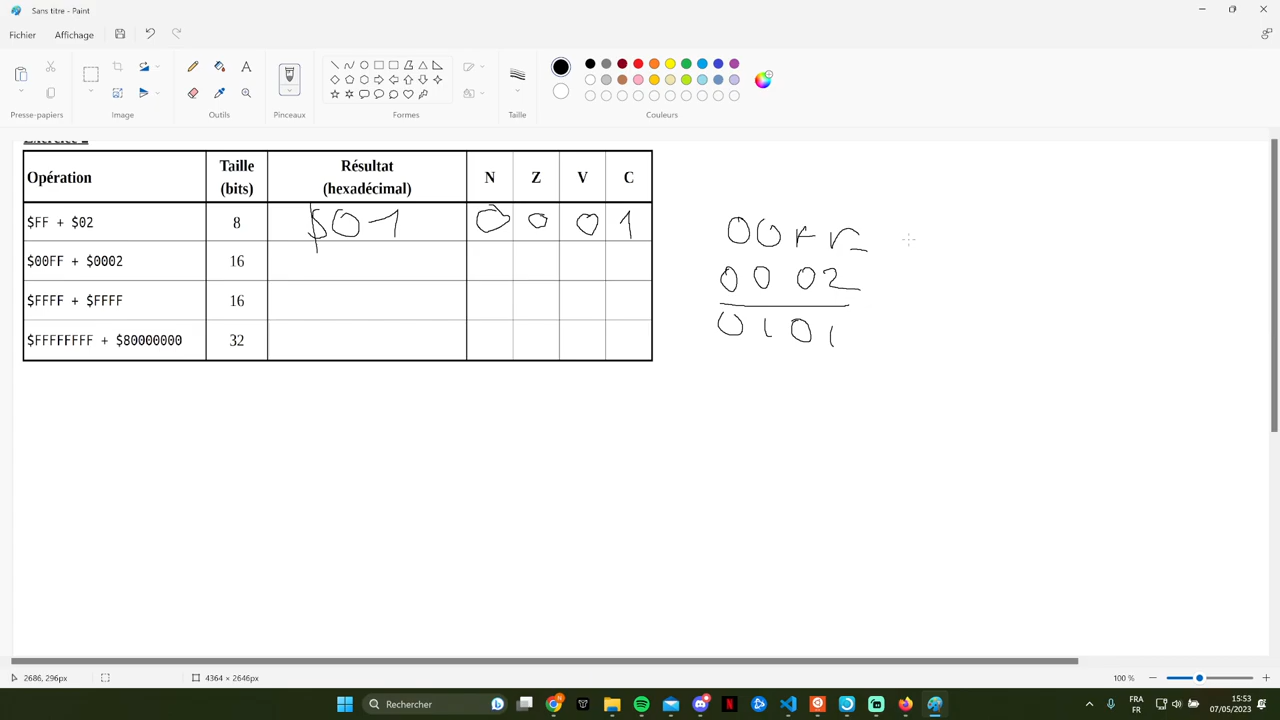 Sans titre - Paint
Fichier Affichage
Presse-papiers Image Outils Pinceaux Formes Taille Couleurs
Opération Taille (bits) Résultat (hexadécimal) N Z V C
$FF + $02 8 $01 0 0 0 1
$00FF + $0002 16
$FFFF + $FFFF 16
$FFFFFFFF + $80000000 32
00FF
0002
0101
2686, 296px 4364 × 2646px 100 %
Rechercher FRA FR 15:53 07/05/2023